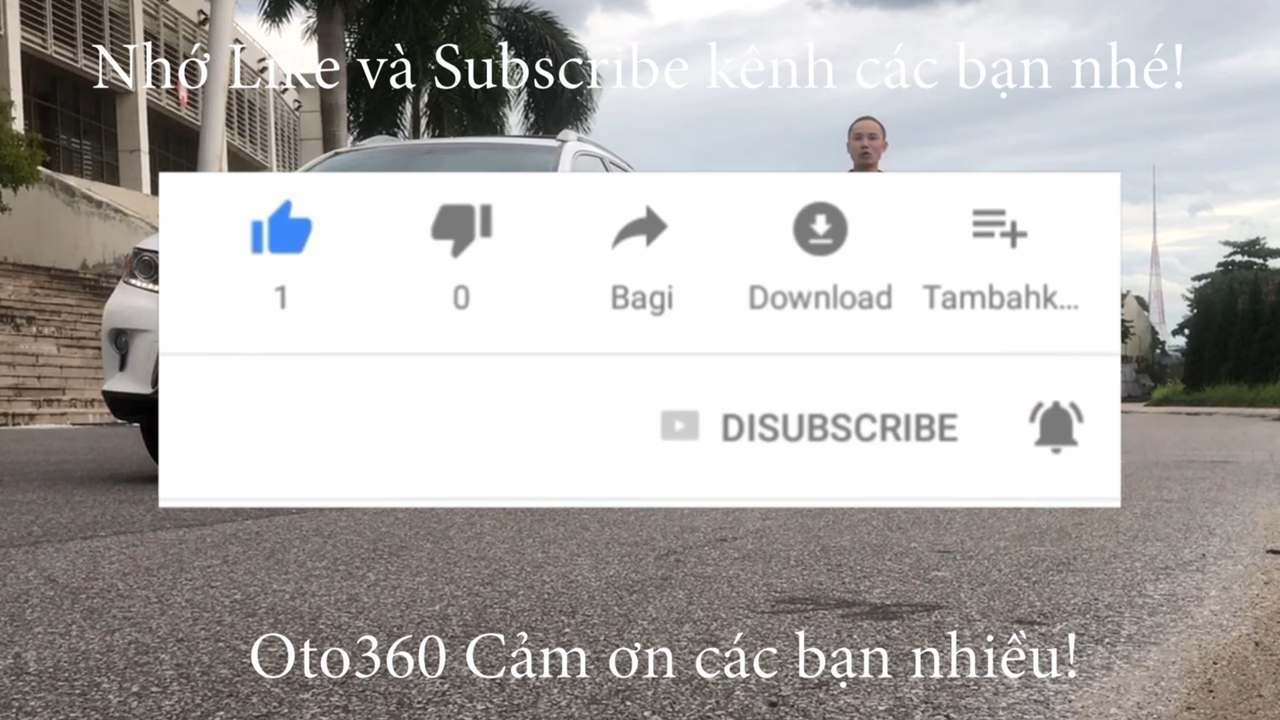 Nhớ Like và Subscribe kênh các bạn nhé!
1 0 Bagi Download Tambahk...
DISUBSCRIBE
Oto360 Cảm ơn các bạn nhiều!